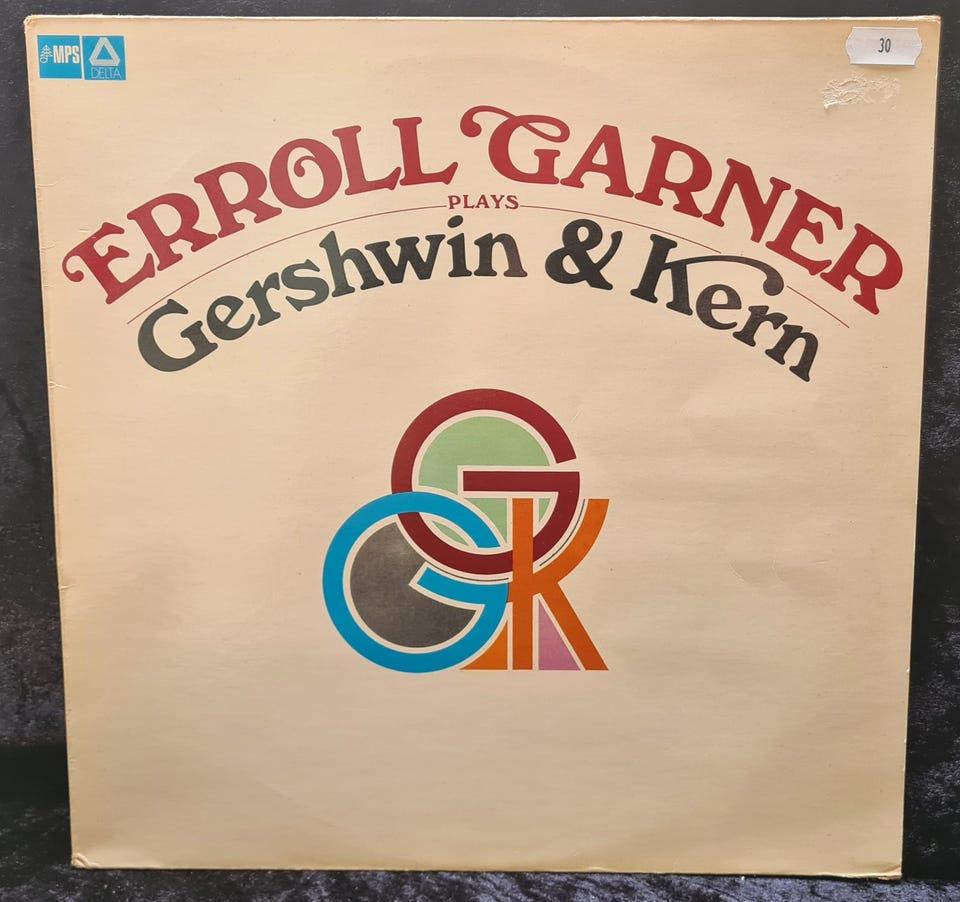 MPS
DELTA
30
ERROLL GARNER
PLAYS
Gershwin & Kern
G
G K